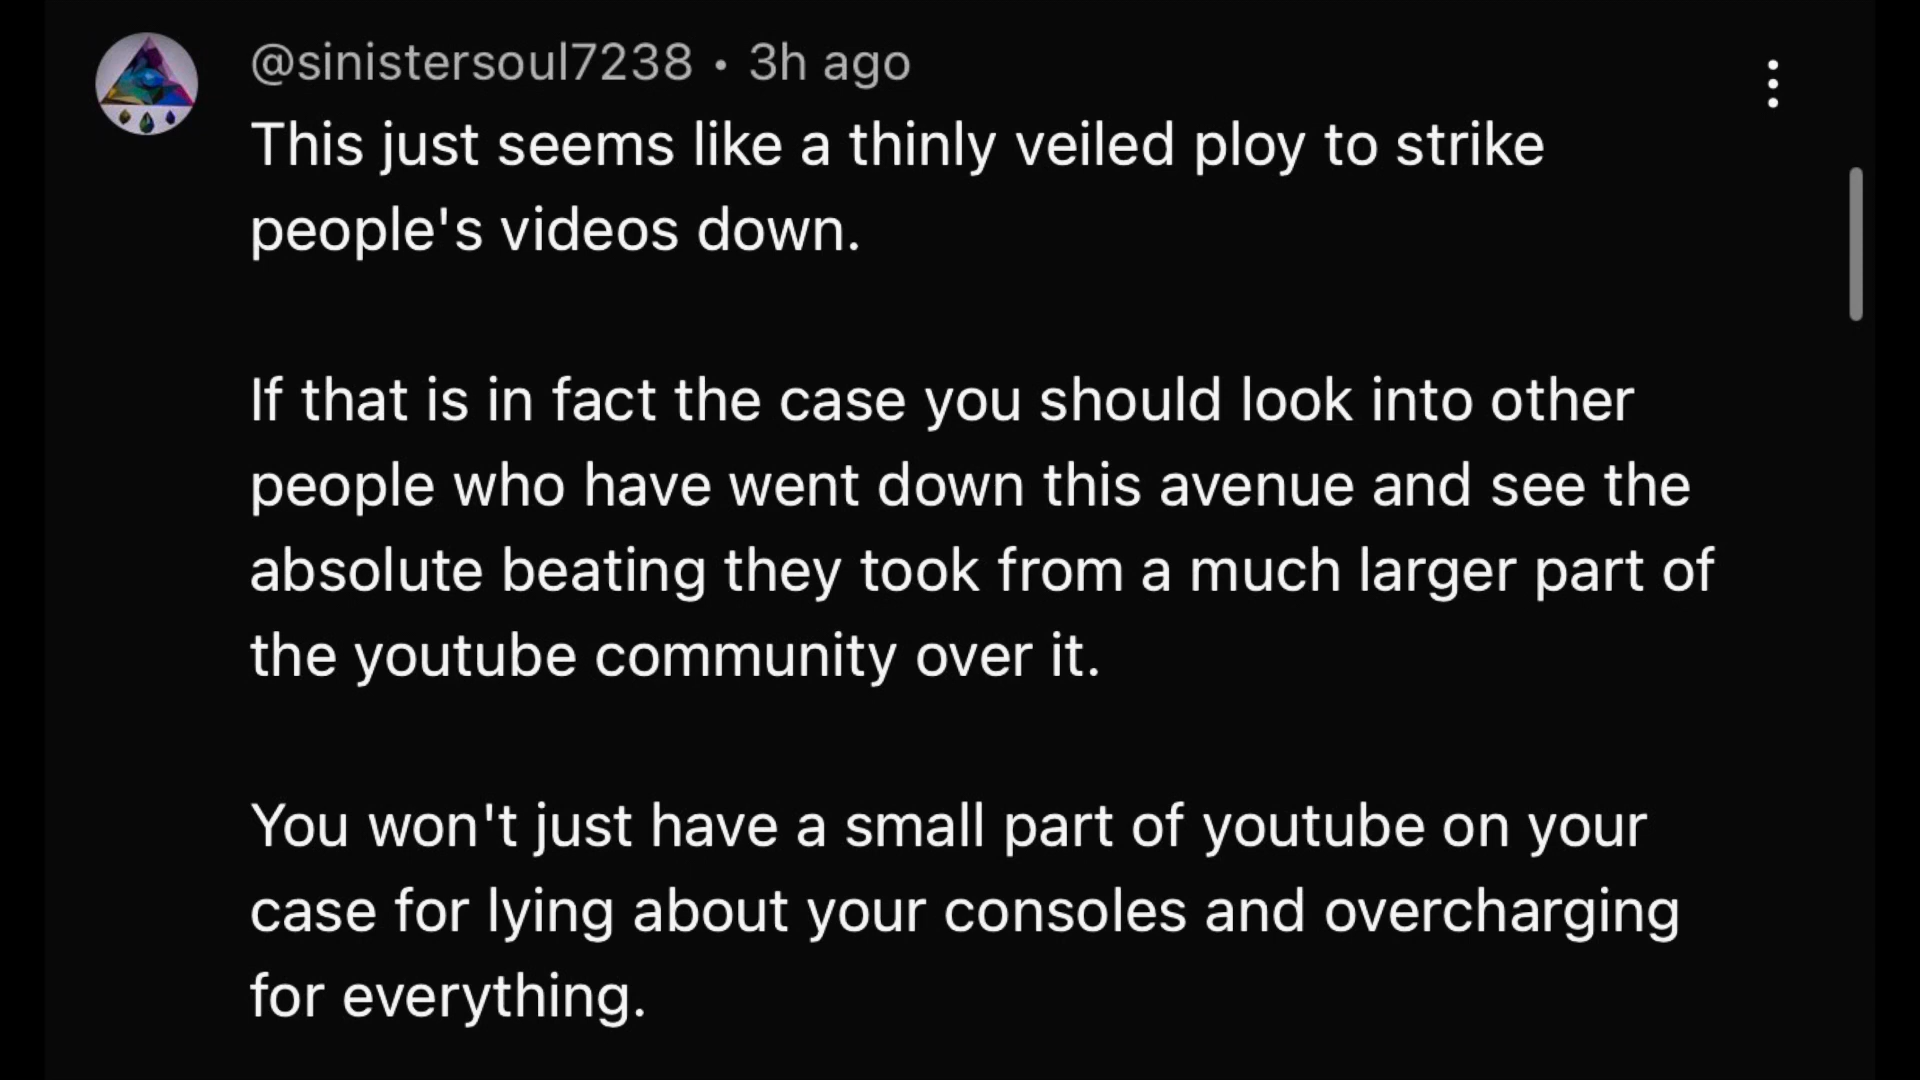 @sinistersoul7238 • 3h ago
This just seems like a thinly veiled ploy to strike
people's videos down.
If that is in fact the case you should look into other
people who have went down this avenue and see the
absolute beating they took from a much larger part of
the youtube community over it.
You won't just have a small part of youtube on your
case for lying about your consoles and overcharging
for everything.